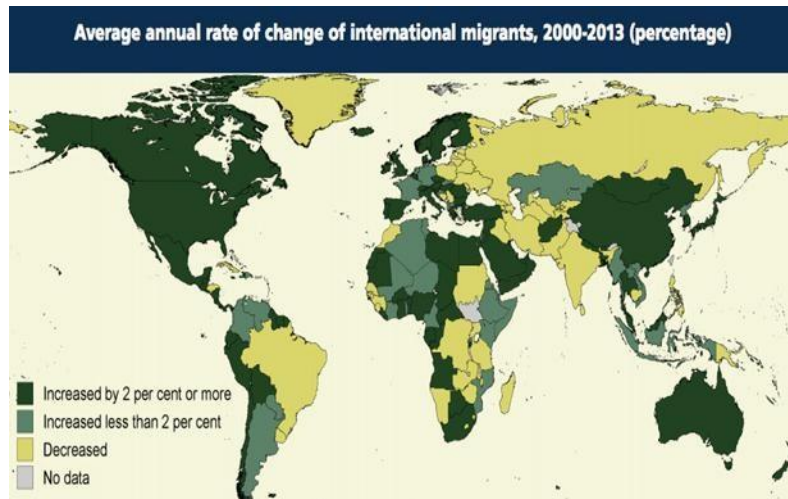 Average annual rate of change of international migrants, 2000-2013 (percentage)
Increased by 2 per cent or more
Increased less than 2 per cent
Decreased
No data